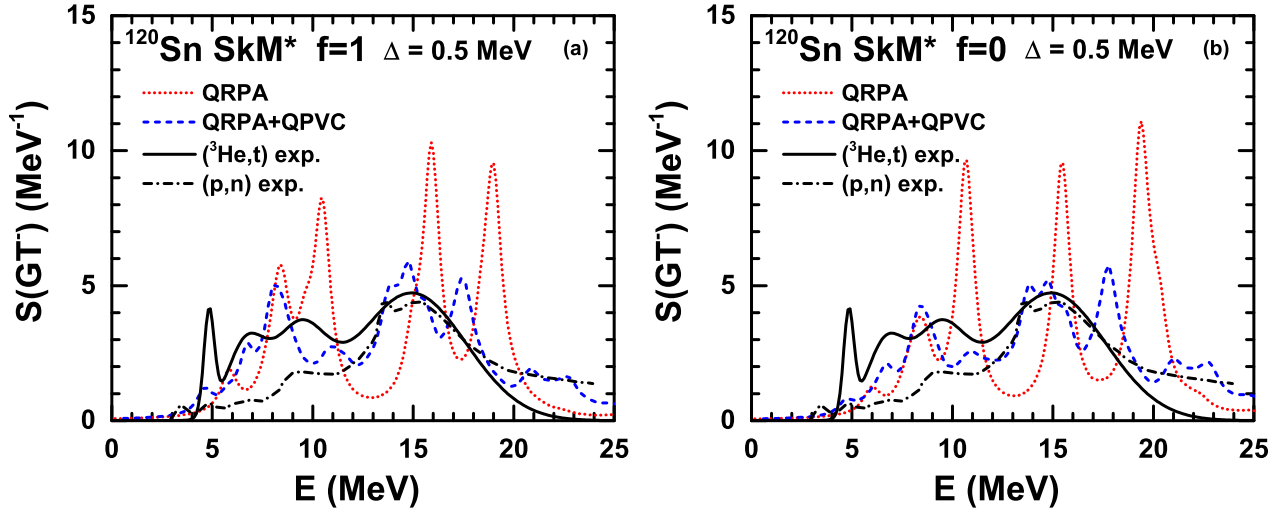 15
10
5
0
S(GT⁻) (MeV⁻¹)
¹²⁰Sn SkM* f=1 Δ = 0.5 MeV (a)
QRPA
QRPA+QPVC
(³He,t) exp.
(p,n) exp.
0 5 10 15 20 25
E (MeV)
15
10
5
0
S(GT⁻) (MeV⁻¹)
¹²⁰Sn SkM* f=0 Δ = 0.5 MeV (b)
QRPA
QRPA+QPVC
(³He,t) exp.
(p,n) exp.
0 5 10 15 20 25
E (MeV)